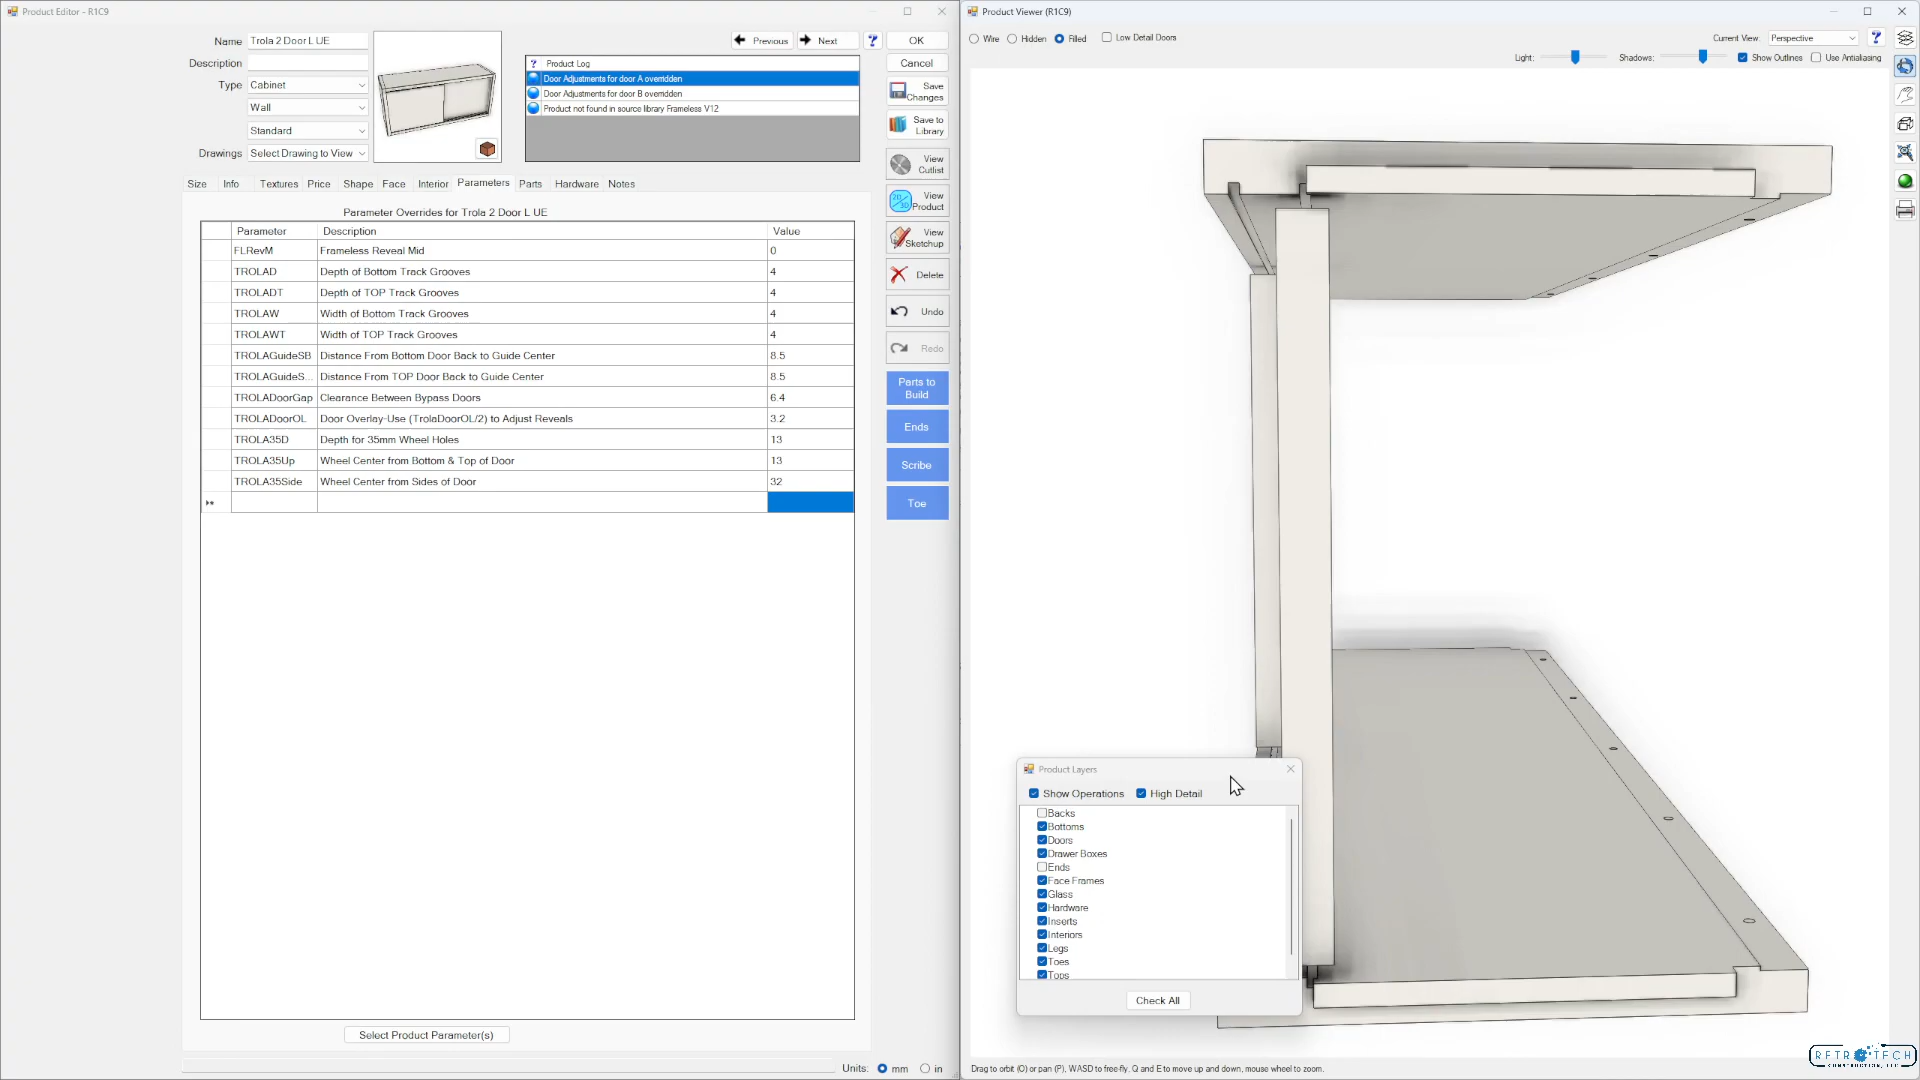 Product Editor - R1C9
Name Trola 2 Door L UE
Description
Type Cabinet
Wall
Standard
Drawings Select Drawing to View
Previous Next ? OK
Cancel
? Product Log
Door Adjustments for door A overridden
Door Adjustments for door B overridden
Product not found in source library Frameless V12
Save Changes
Save to Library
View Cutlist
2D/3D View Product
View Sketchup
Delete
Undo
Redo
Parts to Build
Ends
Scribe
Toe
Size Info Textures Price Shape Face Interior Parameters Parts Hardware Notes
Parameter Overrides for Trola 2 Door L UE
Parameter Description Value
FLRevM Frameless Reveal Mid 0
TROLAD Depth of Bottom Track Grooves 4
TROLADT Depth of TOP Track Grooves 4
TROLAW Width of Bottom Track Grooves 4
TROLAWT Width of TOP Track Grooves 4
TROLAGuideSB Distance From Bottom Door Back to Guide Center 8.5
TROLAGuideS... Distance From TOP Door Back to Guide Center 8.5
TROLADoorGap Clearance Between Bypass Doors 6.4
TROLADoorOL Door Overlay-Use (TrolaDoorOL/2) to Adjust Reveals 3.2
TROLA35D Depth for 35mm Wheel Holes 13
TROLA35Up Wheel Center from Bottom & Top of Door 13
TROLA35Side Wheel Center from Sides of Door 32
Select Product Parameter(s)
Units: mm in
Product Viewer (R1C9)
Wire Hidden Filled Low Detail Doors
Current View: Perspective ?
Light: Shadows: Show Outlines Use Antialiasing
Product Layers
Show Operations High Detail
Backs
Bottoms
Doors
Drawer Boxes
Ends
Face Frames
Glass
Hardware
Inserts
Interiors
Legs
Toes
Tops
Check All
Drag to orbit (O) or pan (P), WASD to free-fly, Q and E to move up and down, mouse wheel to zoom.
RETROTECH
CONSTRUCTION, LLC